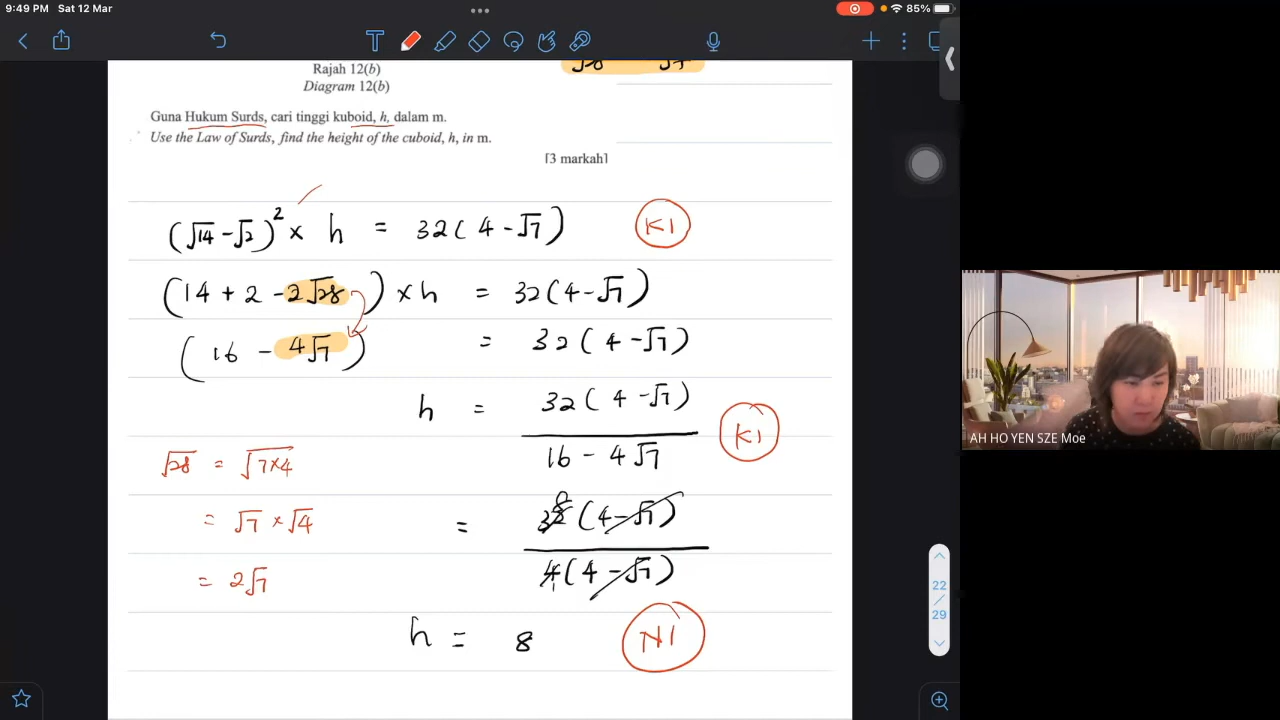 9:49 PM Sat 12 Mar
85%
Rajah 12(b)
Diagram 12(b)
Guna Hukum Surds, cari tinggi kuboid, h, dalam m.
Use the Law of Surds, find the height of the cuboid, h, in m.
[3 markah]
(√14 - √2)² × h = 32(4 - √7) K1
(14 + 2 - 2√28) × h = 32(4 - √7)
(16 - 4√7) = 32(4 - √7)
h = 32(4 - √7) / 16 - 4√7 K1
√28 = √7×4
= √7 × √4
= 2√7
= 32 8 (4 - √7) / 4 1 (4 - √7)
h = 8 N1
AH HO YEN SZE Moe
22 / 29